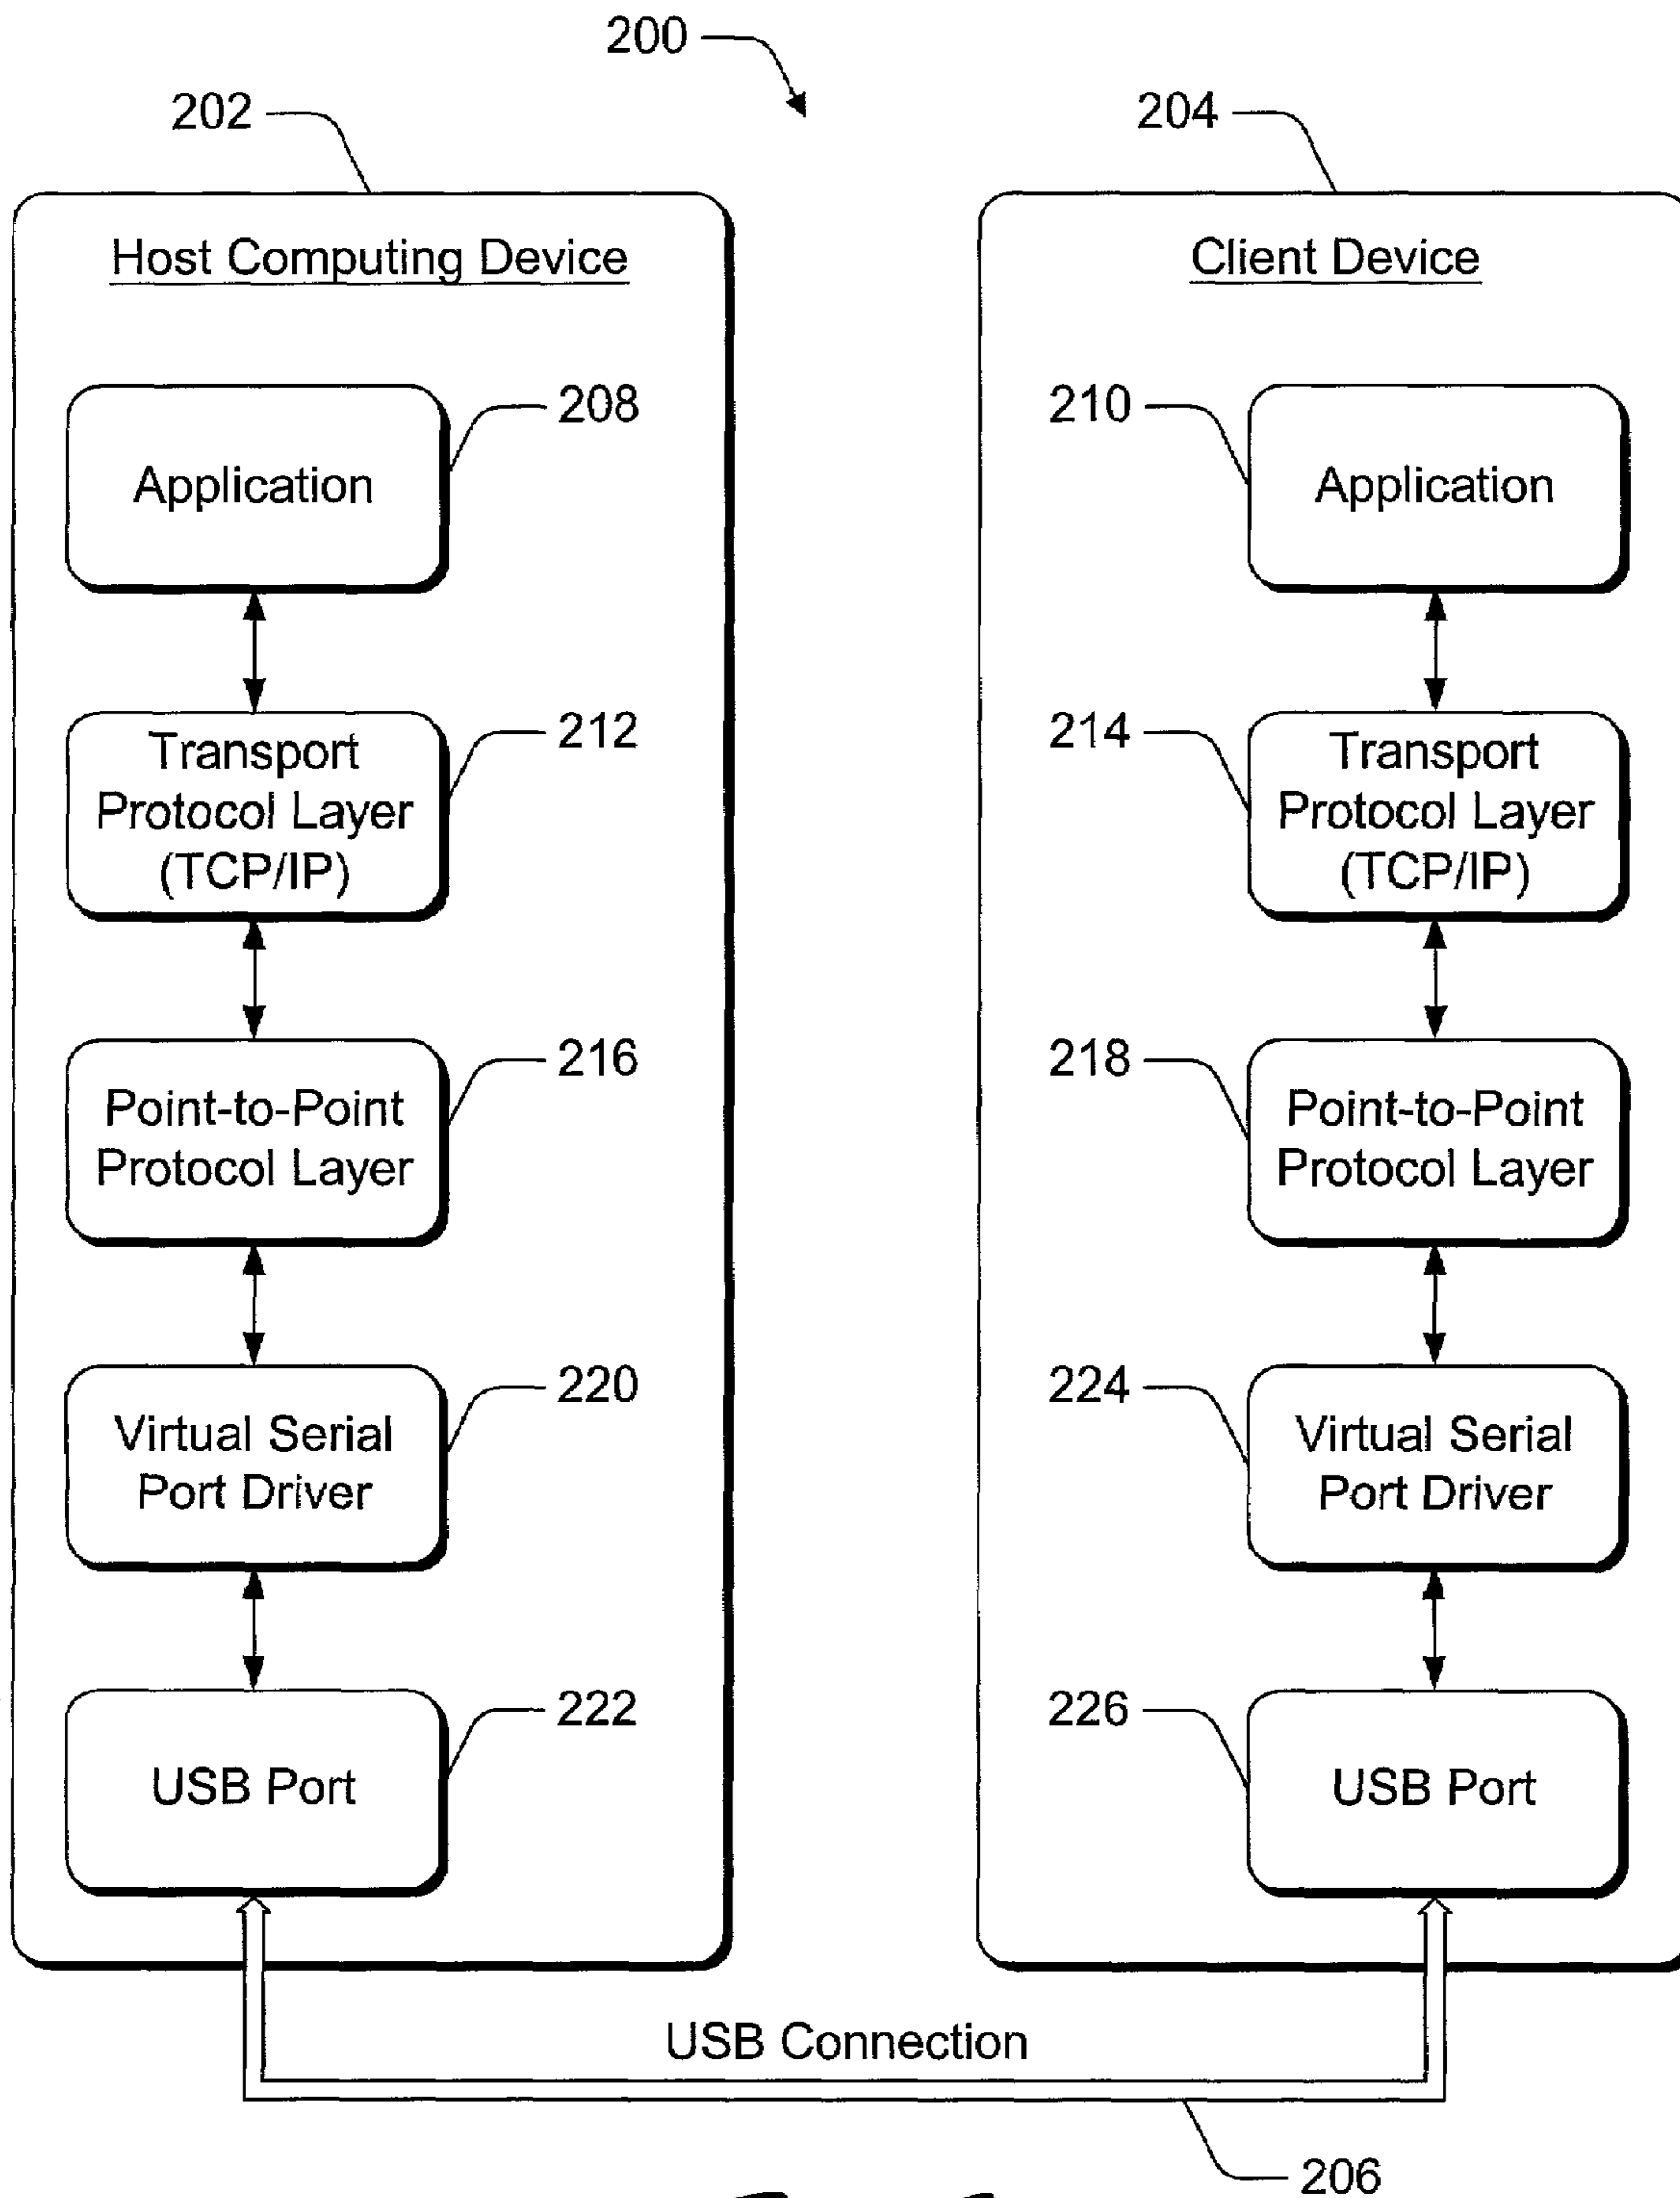 200
202
204
Host Computing Device
Client Device
208
210
Application
Application
212
214
Transport
Protocol Layer
(TCP/IP)
Transport
Protocol Layer
(TCP/IP)
216
218
Point-to-Point
Protocol Layer
Point-to-Point
Protocol Layer
220
224
Virtual Serial
Port Driver
Virtual Serial
Port Driver
222
226
USB Port
USB Port
USB Connection
206